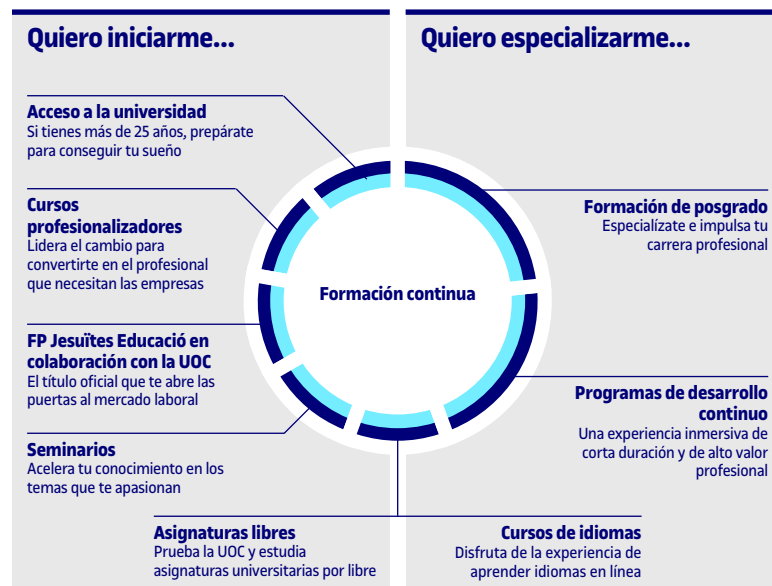 Quiero iniciarme...
Acceso a la universidad
Si tienes más de 25 años, prepárate
para conseguir tu sueño
Cursos
profesionalizadores
Lidera el cambio para
convertirte en el profesional
que necesitan las empresas
FP Jesuïtes Educació en
colaboración con la UOC
El título oficial que te abre las
puertas al mercado laboral
Seminarios
Acelera tu conocimiento en los
temas que te apasionan
Asignaturas libres
Prueba la UOC y estudia
asignaturas universitarias por libre
Formación continua
Quiero especializarme...
Formación de posgrado
Especialízate e impulsa tu
carrera profesional
Programas de desarrollo
continuo
Una experiencia inmersiva de
corta duración y de alto valor
profesional
Cursos de idiomas
Disfruta de la experiencia de
aprender idiomas en línea